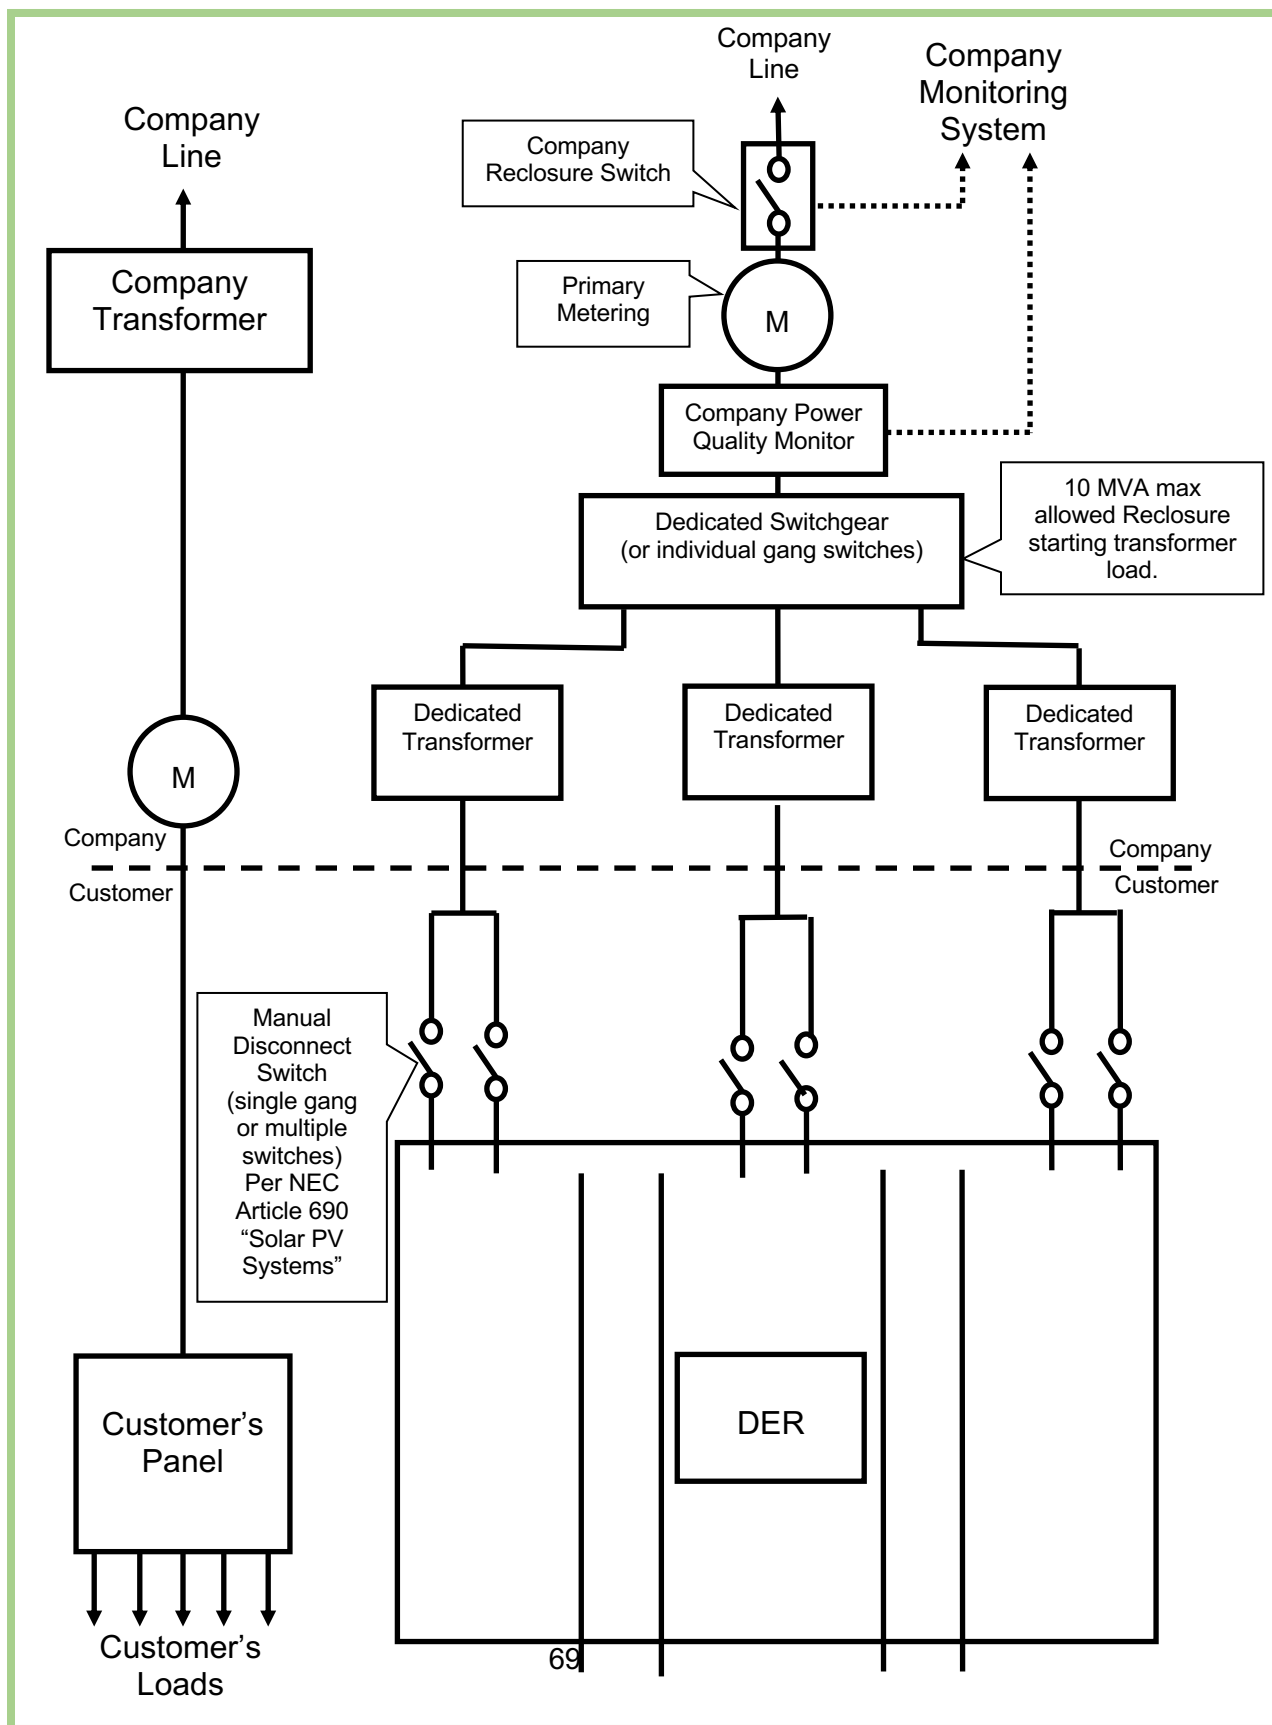 Company
Line
Company
Monitoring
System
Company
Line
Company
Reclosure Switch
Company
Transformer
Primary
Metering
M
Company Power
Quality Monitor
10 MVA max
allowed Reclosure
starting transformer
load.
Dedicated Switchgear
(or individual gang switches)
Dedicated
Transformer
Dedicated
Transformer
Dedicated
Transformer
M
Company
Customer
Company
Customer
Manual
Disconnect
Switch
(single gang
or multiple
switches)
Per NEC
Article 690
“Solar PV
Systems”
Customer’s
Panel
DER
Customer’s
Loads
69